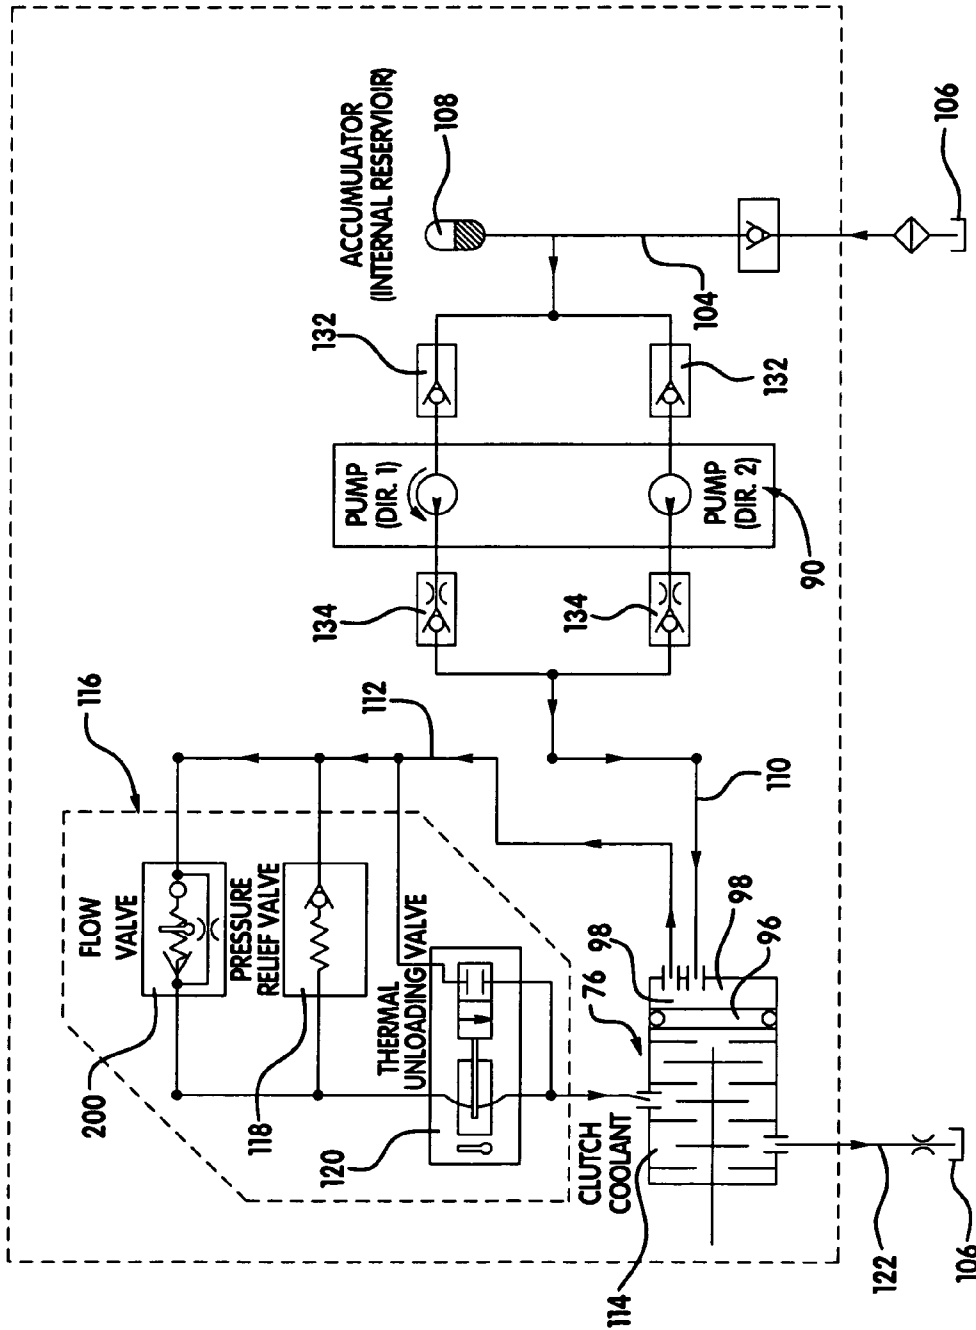 116
FLOW
VALVE
200
PRESSURE
RELIEF VALVE
118
THERMAL
UNLOADING VALVE
120
112
CLUTCH
COOLANT
76
98
98
96
114
122
106
110
134
134
PUMP
(DIR. 1)
PUMP
(DIR. 2)
90
132
132
ACCUMULATOR
(INTERNAL RESERVIOIR)
108
104
106